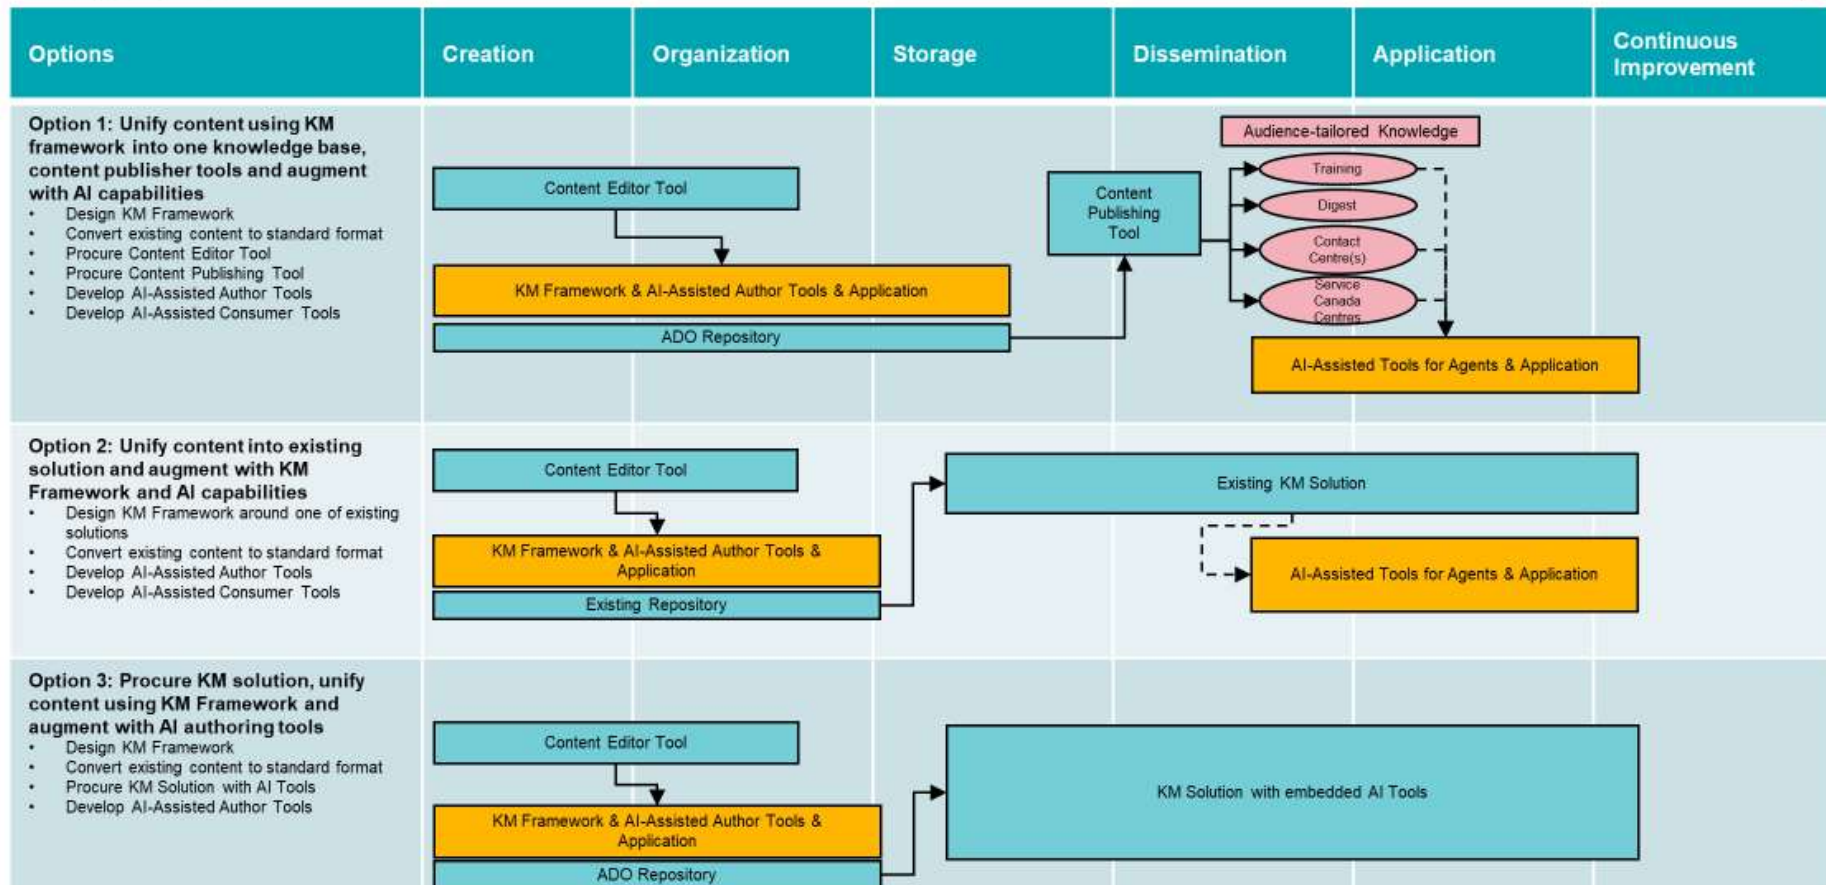 Options
Creation
Organization
Storage
Dissemination
Application
Continuous
Improvement
Option 1: Unify content using KM
framework into one knowledge base,
content publisher tools and augment
with AI capabilities
• Design KM Framework
• Convert existing content to standard format
• Procure Content Editor Tool
• Procure Content Publishing Tool
• Develop AI-Assisted Author Tools
• Develop AI-Assisted Consumer Tools
Content Editor Tool
KM Framework & AI-Assisted Author Tools & Application
ADO Repository
Content
Publishing
Tool
Audience-tailored Knowledge
Training
Digest
Contact
Centre(s)
Service
Canada
Centres
AI-Assisted Tools for Agents & Application
Option 2: Unify content into existing
solution and augment with KM
Framework and AI capabilities
• Design KM Framework around one of existing
solutions
• Convert existing content to standard format
• Develop AI-Assisted Author Tools
• Develop AI-Assisted Consumer Tools
Content Editor Tool
KM Framework & AI-Assisted Author Tools &
Application
Existing Repository
Existing KM Solution
AI-Assisted Tools for Agents & Application
Option 3: Procure KM solution, unify
content using KM Framework and
augment with AI authoring tools
• Design KM Framework
• Convert existing content to standard format
• Procure KM Solution with AI Tools
• Develop AI-Assisted Author Tools
Content Editor Tool
KM Framework & AI-Assisted Author Tools &
Application
ADO Repository
KM Solution with embedded AI Tools